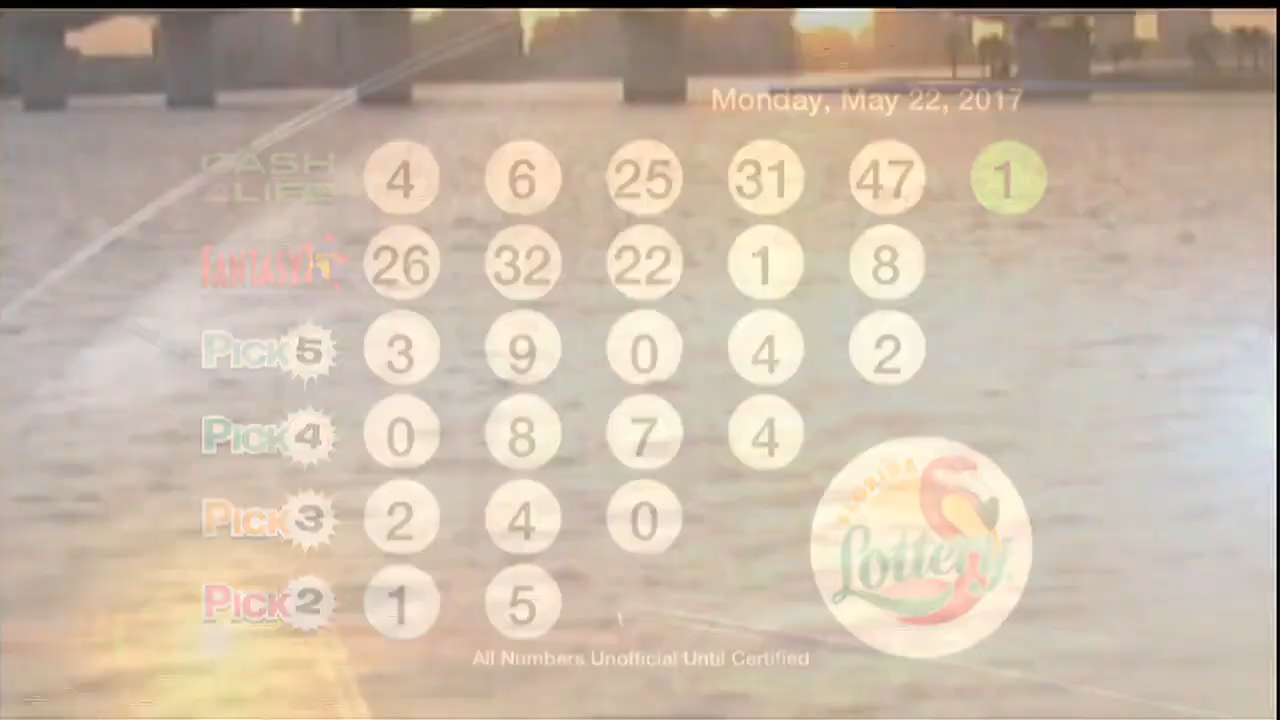 Monday, May 22, 2017
CASH 4LIFE 4 6 25 31 47 1
FANTASY 5 26 32 22 1 8
PICK 5 3 9 0 4 2
PICK 4 0 8 7 4
PICK 3 2 4 0
PICK 2 1 5
FLORIDA
Lottery
All Numbers Unofficial Until Certified